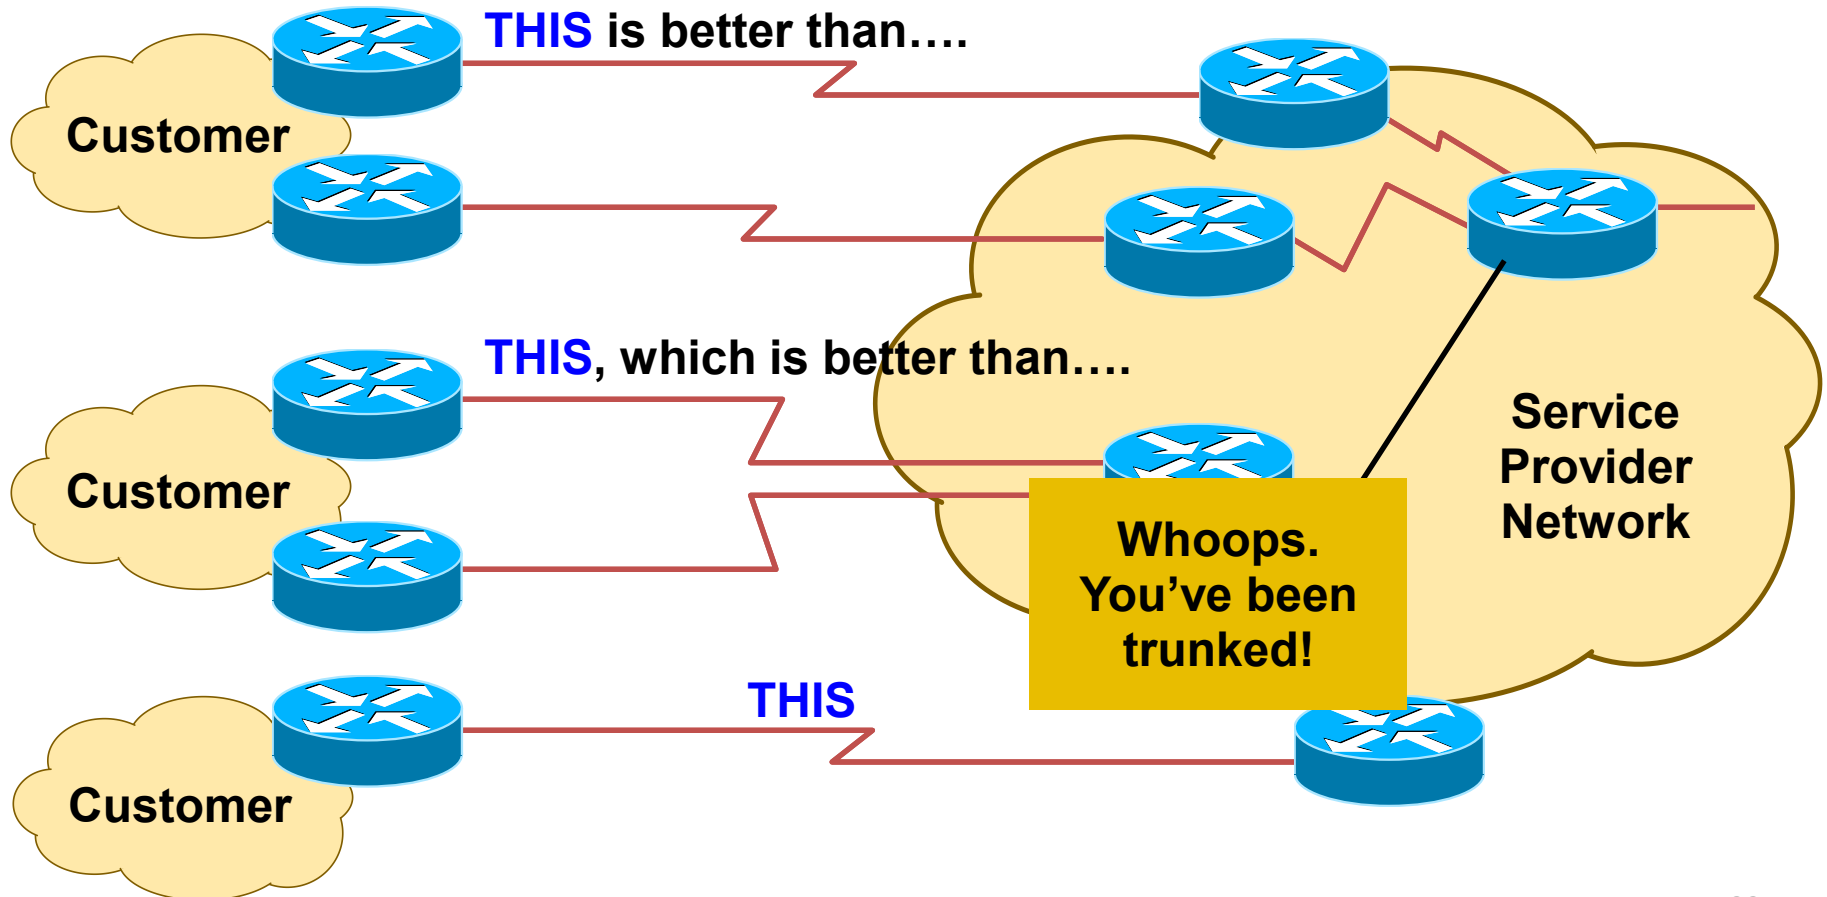 THIS is better than....
Customer
THIS, which is better than....
Customer
Service
Provider
Network
Whoops.
You've been
trunked!
THIS
Customer